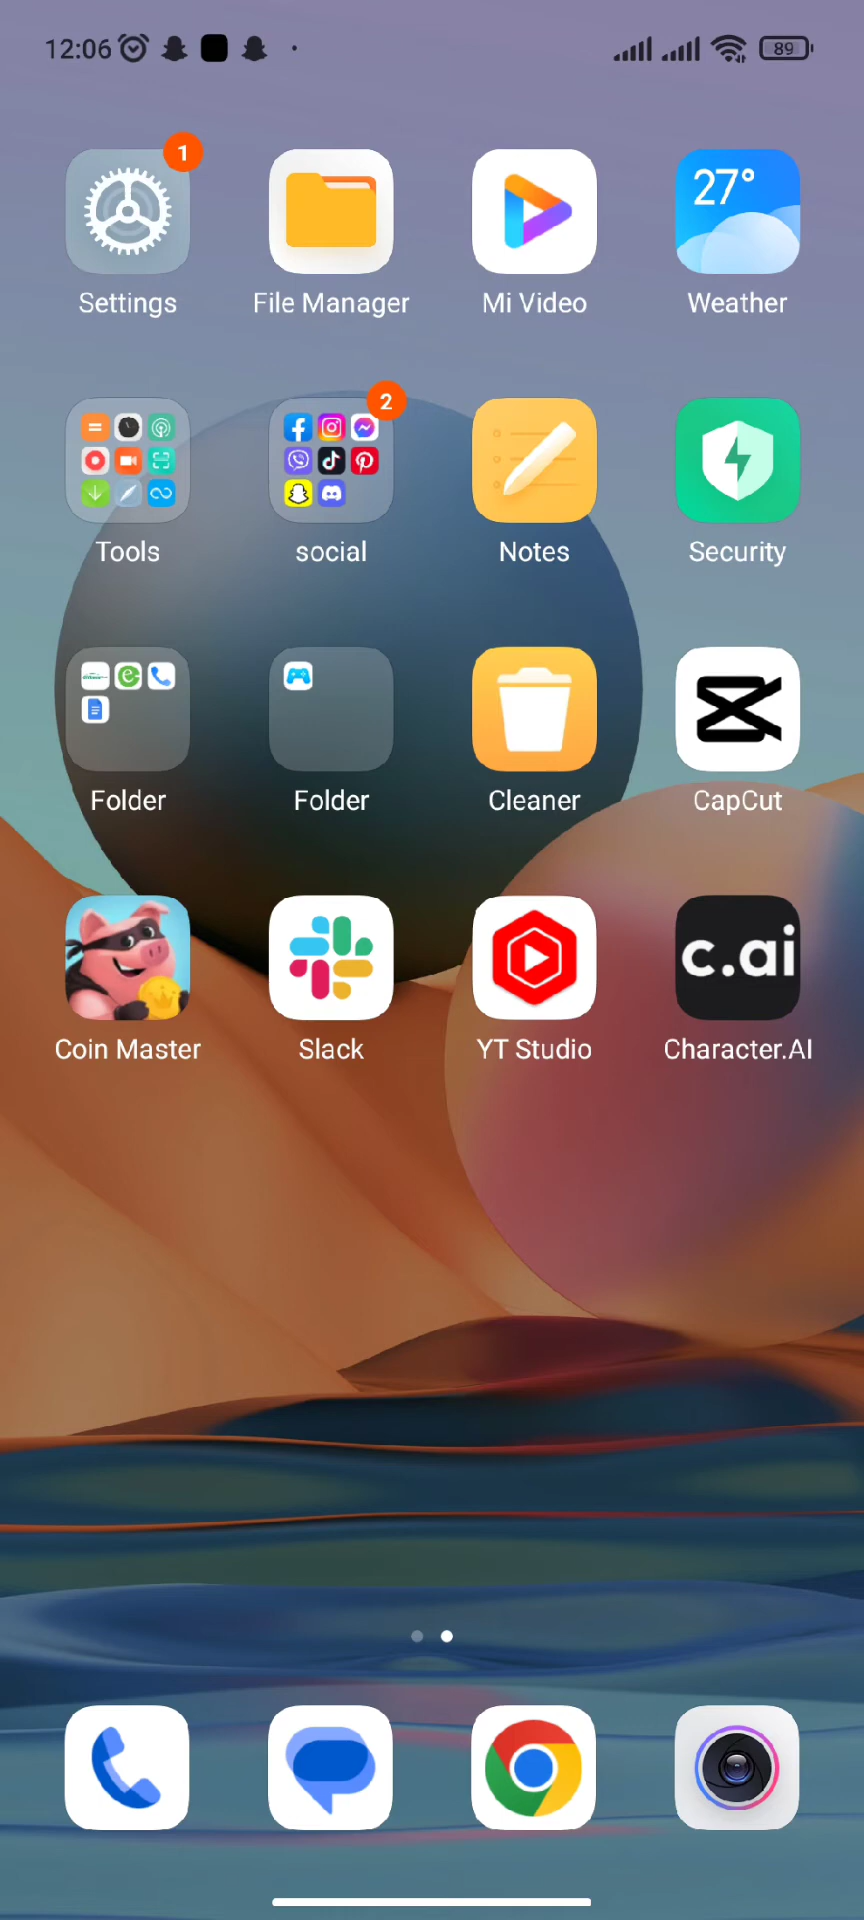 12:06
89
1
27°
Settings
File Manager
Mi Video
Weather
2
Tools
social
Notes
Security
Folder
Folder
Cleaner
CapCut
c.ai
Coin Master
Slack
YT Studio
Character.AI